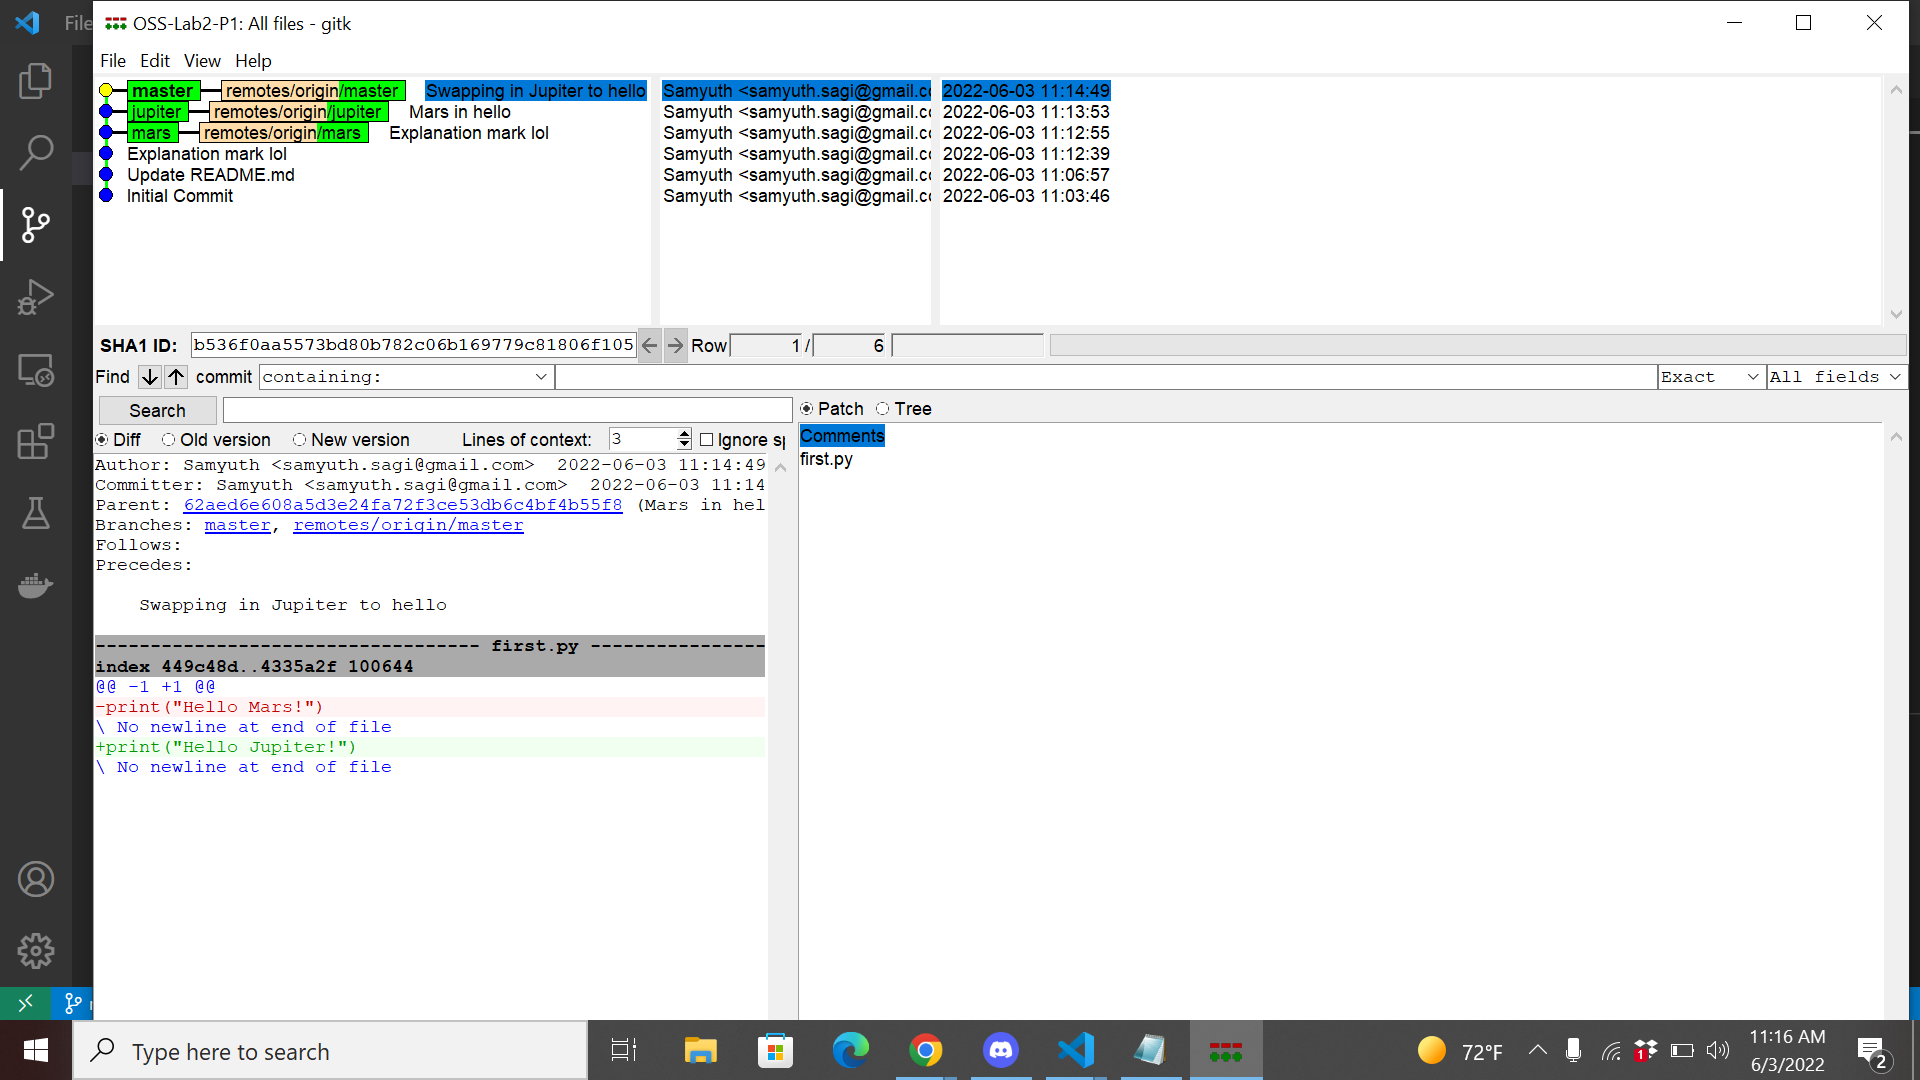 File
OSS-Lab2-P1: All files - gitk
File Edit View Help
master remotes/origin/master Swapping in Jupiter to hello Samyuth <samyuth.sagi@gmail.co 2022-06-03 11:14:49
jupiter remotes/origin/jupiter Mars in hello Samyuth <samyuth.sagi@gmail.co 2022-06-03 11:13:53
mars remotes/origin/mars Explanation mark lol Samyuth <samyuth.sagi@gmail.co 2022-06-03 11:12:55
Explanation mark lol Samyuth <samyuth.sagi@gmail.co 2022-06-03 11:12:39
Update README.md Samyuth <samyuth.sagi@gmail.co 2022-06-03 11:06:57
Initial Commit Samyuth <samyuth.sagi@gmail.co 2022-06-03 11:03:46
SHA1 ID: b536f0aa5573bd80b782c06b169779c81806f105 Row 1 / 6
Find commit containing: Exact All fields
Search Patch Tree
Diff Old version New version Lines of context: 3 Ignore sp
Comments
first.py
Author: Samyuth <samyuth.sagi@gmail.com> 2022-06-03 11:14:49
Committer: Samyuth <samyuth.sagi@gmail.com> 2022-06-03 11:14
Parent: 62aed6e608a5d3e24fa72f3ce53db6c4bf4b55f8 (Mars in hel
Branches: master, remotes/origin/master
Follows:
Precedes:
Swapping in Jupiter to hello
----------------------------------- first.py ----------------
index 449c48d..4335a2f 100644
@@ -1 +1 @@
-print("Hello Mars!")
\ No newline at end of file
+print("Hello Jupiter!")
\ No newline at end of file
Type here to search
1
72°F
11:16 AM
6/3/2022
2